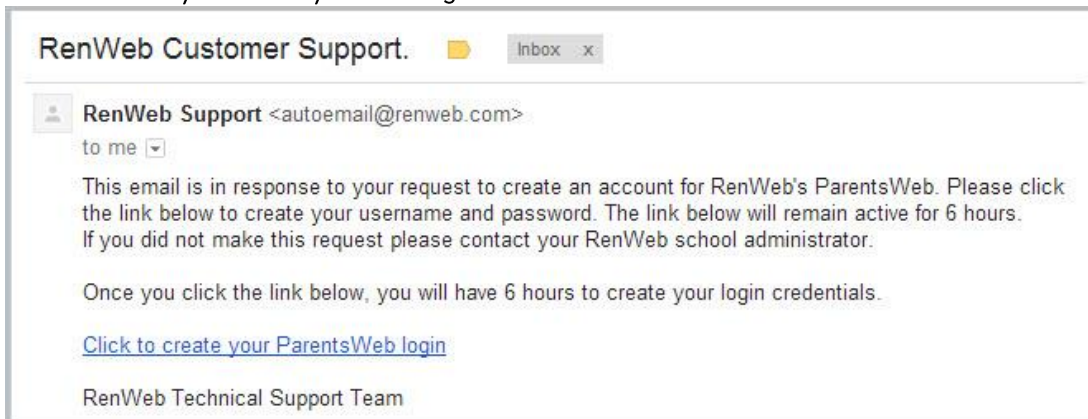 RenWeb Customer Support.
Inbox x
RenWeb Support <autoemail@renweb.com>
to me
This email is in response to your request to create an account for RenWeb's ParentsWeb. Please click
the link below to create your username and password. The link below will remain active for 6 hours.
If you did not make this request please contact your RenWeb school administrator.
Once you click the link below, you will have 6 hours to create your login credentials.
Click to create your ParentsWeb login
RenWeb Technical Support Team